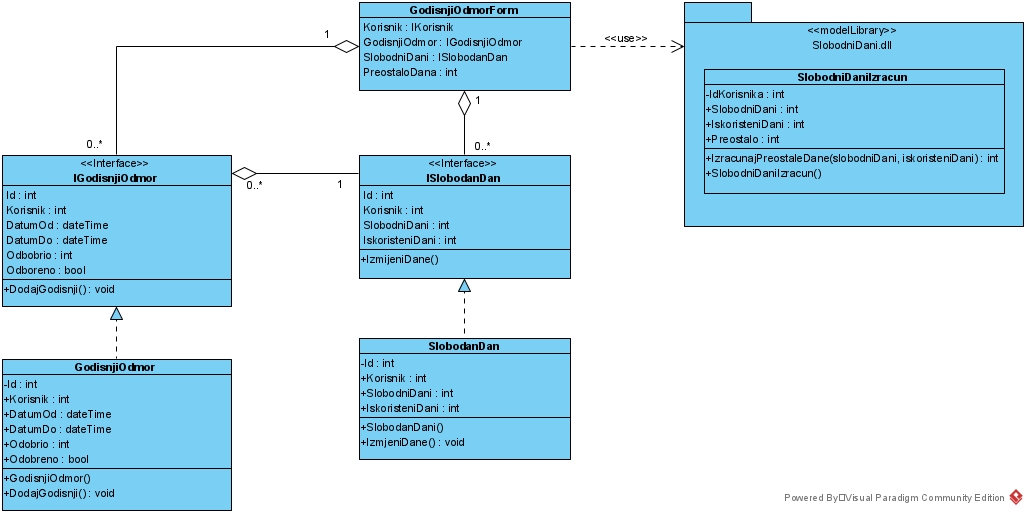 GodisnjiOdmorForm
Korisnik : IKorisnik
GodisnjiOdmor : IGodisnjiOdmor
SlobodniDani : ISlobodanDan
PreostaloDana : int
1
1
<<use>>
<<modelLibrary>>
SlobodniDani.dll
SlobodniDaniIzracun
-IdKorisnika : int
+SlobodniDani : int
+IskoristeniDani : int
+Preostalo : int
+IzracunajPreostaleDane(slobodniDani, iskoristeniDani) : int
+SlobodniDaniIzracun()
0..*
0..*
<<Interface>>
IGodisnjiOdmor
Id : int
Korisnik : int
DatumOd : dateTime
DatumDo : dateTime
Odbobrio : int
Odboreno : bool
+DodajGodisnji() : void
0..*
1
<<Interface>>
ISlobodanDan
Id : int
Korisnik : int
SlobodniDani : int
IskoristeniDani : int
+IzmijeniDane()
GodisnjiOdmor
-Id : int
+Korisnik : int
+DatumOd : dateTime
+DatumDo : dateTime
+Odobrio : int
+Odobreno : bool
+GodisnjiOdmor()
+DodajGodisnji() : void
SlobodanDan
-Id : int
+Korisnik : int
+SlobodniDani : int
+IskoristeniDani : int
+SlobodanDani()
+IzmjeniDane() : void
Powered By Visual Paradigm Community Edition